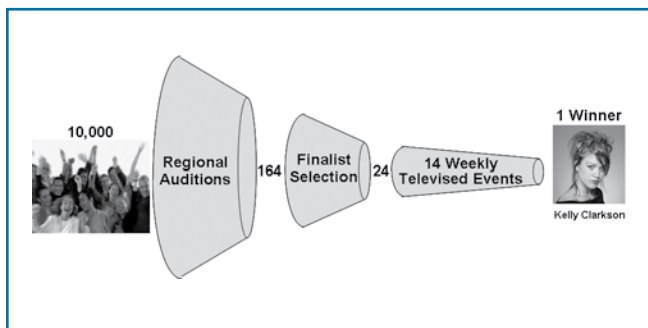 10,000
Regional
Auditions
164
Finalist
Selection
24
14 Weekly
Televised Events
1 Winner
Kelly Clarkson